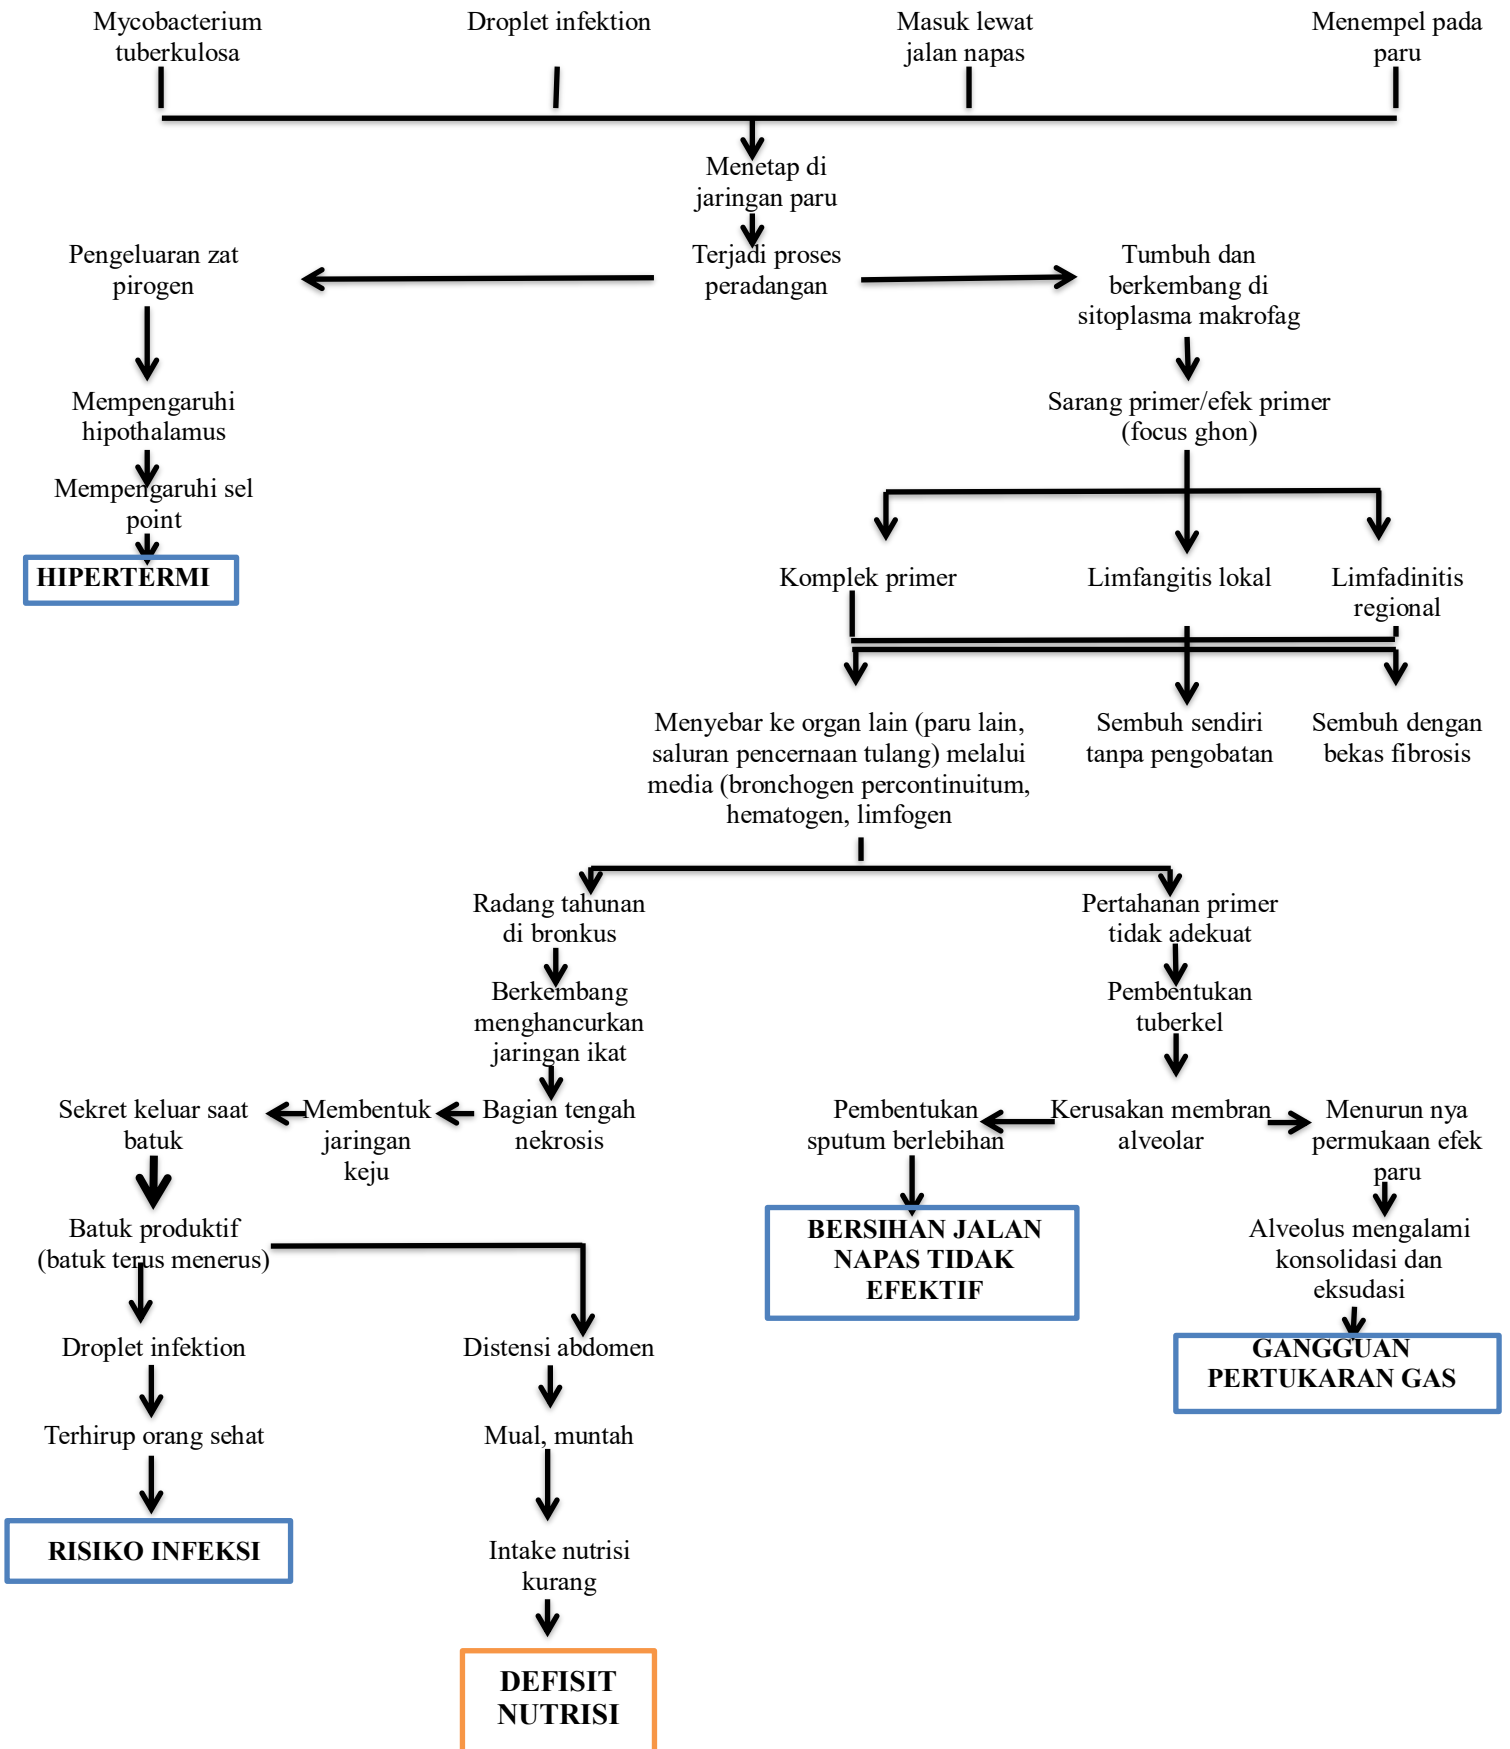 Mycobacterium
tuberkulosa
Droplet infektion
Masuk lewat
jalan napas
Menempel pada
paru
Menetap di
jaringan paru
Pengeluaran zat
pirogen
Terjadi proses
peradangan
Tumbuh dan
berkembang di
sitoplasma makrofag
Mempengaruhi
hipothalamus
Sarang primer/efek primer
(focus ghon)
Mempengaruhi sel
point
HIPERTERMI
Komplek primer
Limfangitis lokal
Limfadinitis
regional
Menyebar ke organ lain (paru lain,
saluran pencernaan tulang) melalui
media (bronchogen percontinuitum,
hematogen, limfogen
Sembuh sendiri
tanpa pengobatan
Sembuh dengan
bekas fibrosis
Radang tahunan
di bronkus
Pertahanan primer
tidak adekuat
Berkembang
menghancurkan
jaringan ikat
Pembentukan
tuberkel
Sekret keluar saat
batuk
Membentuk
jaringan
keju
Bagian tengah
nekrosis
Pembentukan
sputum berlebihan
Kerusakan membran
alveolar
Menurun nya
permukaan efek
paru
Batuk produktif
(batuk terus menerus)
BERSIHAN JALAN
NAPAS TIDAK
EFEKTIF
Alveolus mengalami
konsolidasi dan
eksudasi
Droplet infektion
Distensi abdomen
GANGGUAN
PERTUKARAN GAS
Terhirup orang sehat
Mual, muntah
RISIKO INFEKSI
Intake nutrisi
kurang
DEFISIT
NUTRISI